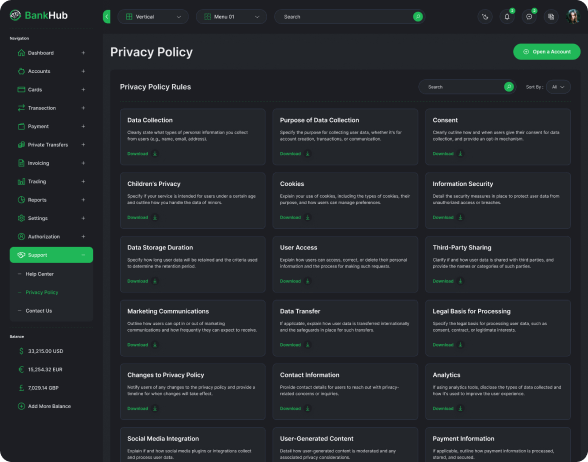 BankHub
Vertical
Menu 01
Search
4
5
Navigation
Dashboard
Accounts
Cards
Transaction
Payment
Private Transfers
Invoicing
Trading
Reports
Settings
Authorization
Support
Help Center
Privacy Policy
Contact Us
Balance
33,215.00 USD
15,254.32 EUR
7,029.14 GBP
Add More Balance
Privacy Policy
Open a Account
Privacy Policy Rules
Search
Sort By :
All
Data Collection
Clearly state what types of personal information you collect
from users (e.g., name, email, address).
Download
Purpose of Data Collection
Specify the purpose for collecting user data, whether it's for
account creation, transactions, or communication.
Download
Consent
Clearly outline how and when users give their consent for data
collection, and provide an opt in mechanism.
Download
Children's Privacy
Specify if your service is intended for users under a certain age
and outline how you handle the data of minors.
Download
Cookies
Explain your use of cookies, including the types of cookies, their
purpose, and how users can manage preferences.
Download
Information Security
Detail the security measures in place to protect user data from
unauthorized access or breaches.
Download
Data Storage Duration
Specify how long user data will be retained and the criteria used
to determine the retention period.
Download
User Access
Explain how users can access, correct, or delete their personal
information and the process for making such requests.
Download
Third-Party Sharing
Clarify if and how user data is shared with third parties, and
provide the names or categories of such parties.
Download
Marketing Communications
Outline how users can opt in or out of marketing
communications and how frequently they can expect to receive.
Download
Data Transfer
If applicable, explain how user data is transferred internationally
and the safeguards in place for such transfers.
Download
Legal Basis for Processing
Specify the legal basis for processing user data, such as
consent, contract, or legitimate interests.
Download
Changes to Privacy Policy
Notify users of any changes to the privacy policy and provide a
timeline for when changes will take effect.
Download
Contact Information
Provide contact details for users to reach out with privacy-
related concerns or inquiries.
Download
Analytics
If using analytics tools, disclose the types of data collected and
how it's used to improve the user experience.
Download
Social Media Integration
Explain if and how social media plugins or integrations collect
and process user data.
User-Generated Content
Detail how user-generated content is moderated and any
associated privacy considerations.
Payment Information
If applicable, outline how payment information is processed,
stored, and secured.